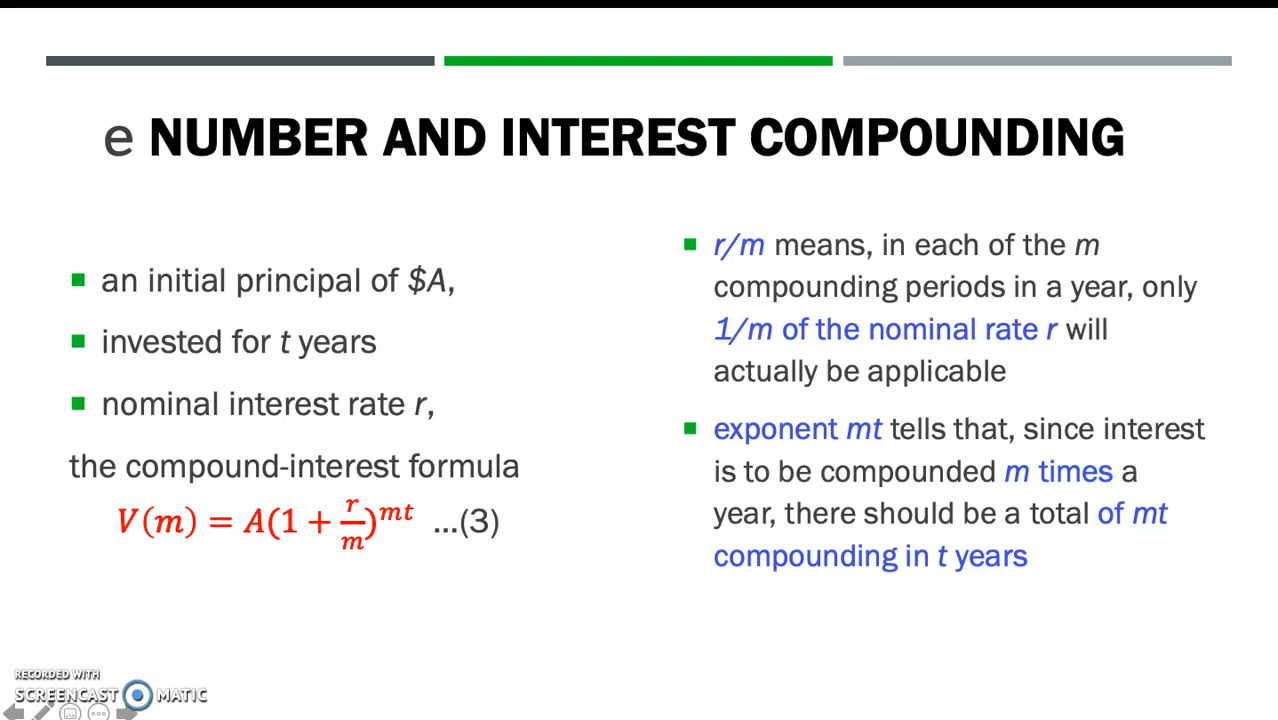 e NUMBER AND INTEREST COMPOUNDING
an initial principal of $A,
invested for t years
nominal interest rate r,
the compound-interest formula
V(m) = A(1 + r/m)^mt ...(3)
r/m means, in each of the m
compounding periods in a year, only
1/m of the nominal rate r will
actually be applicable
exponent mt tells that, since interest
is to be compounded m times a
year, there should be a total of mt
compounding in t years
RECORDED WITH
SCREENCAST MATIC